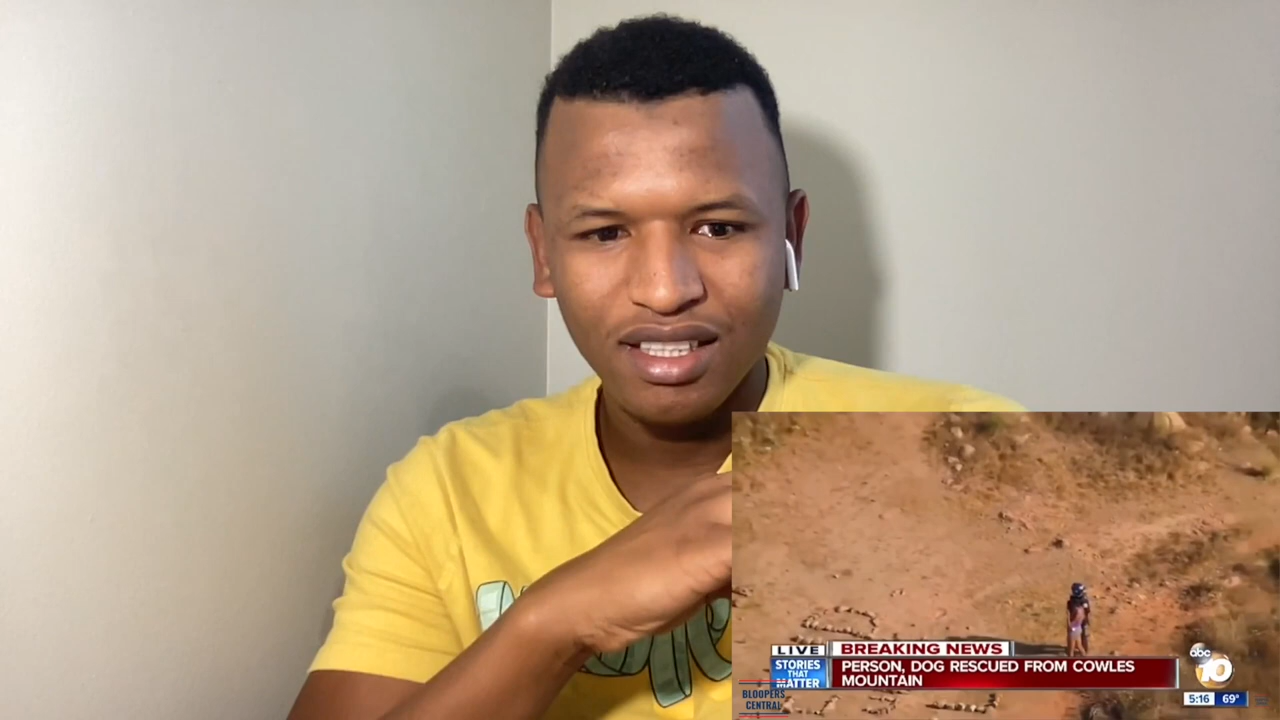 LIVE BREAKING NEWS
STORIES
THAT
MATTER
PERSON, DOG RESCUED FROM COWLES
MOUNTAIN
abc
10
BLOOPERS
CENTRAL
5:16 69°